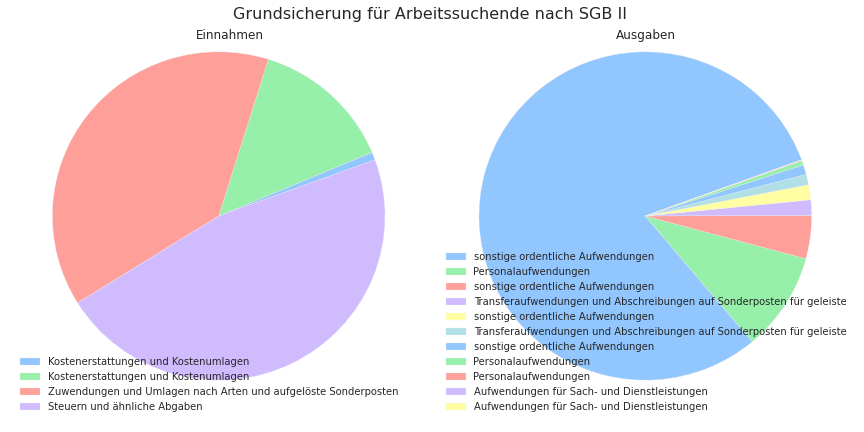 Grundsicherung für Arbeitssuchende nach SGB II
Einnahmen
Kostenerstattungen und Kostenumlagen
Kostenerstattungen und Kostenumlagen
Zuwendungen und Umlagen nach Arten und aufgelöste Sonderposten
Steuern und ähnliche Abgaben
Ausgaben
sonstige ordentliche Aufwendungen
Personalaufwendungen
sonstige ordentliche Aufwendungen
Transferaufwendungen und Abschreibungen auf Sonderposten für geleiste
sonstige ordentliche Aufwendungen
Transferaufwendungen und Abschreibungen auf Sonderposten für geleiste
sonstige ordentliche Aufwendungen
Personalaufwendungen
Personalaufwendungen
Aufwendungen für Sach- und Dienstleistungen
Aufwendungen für Sach- und Dienstleistungen